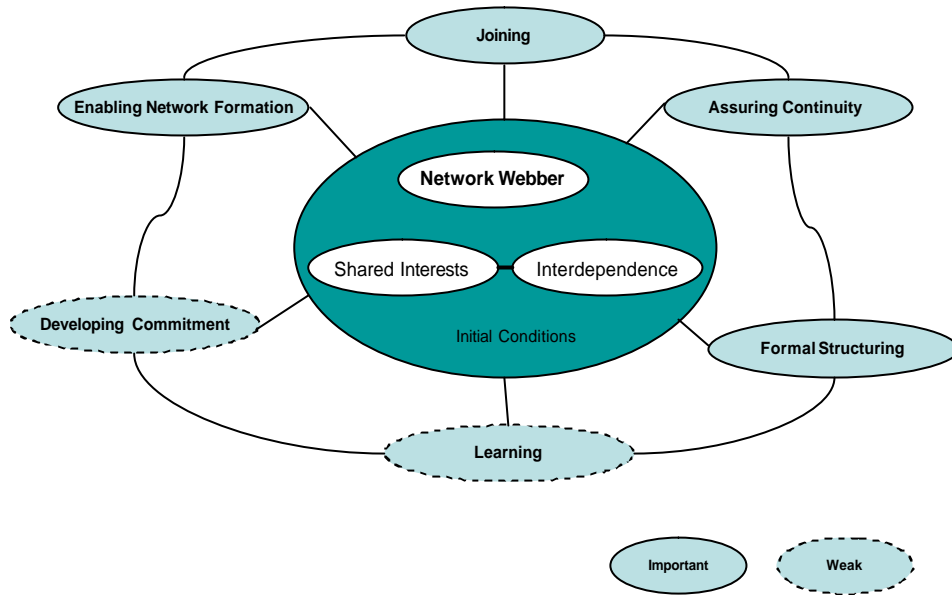 Joining
Enabling Network Formation
Assuring Continuity
Network Webber
Shared Interests
Interdependence
Developing Commitment
Initial Conditions
Formal Structuring
Learning
Important
Weak